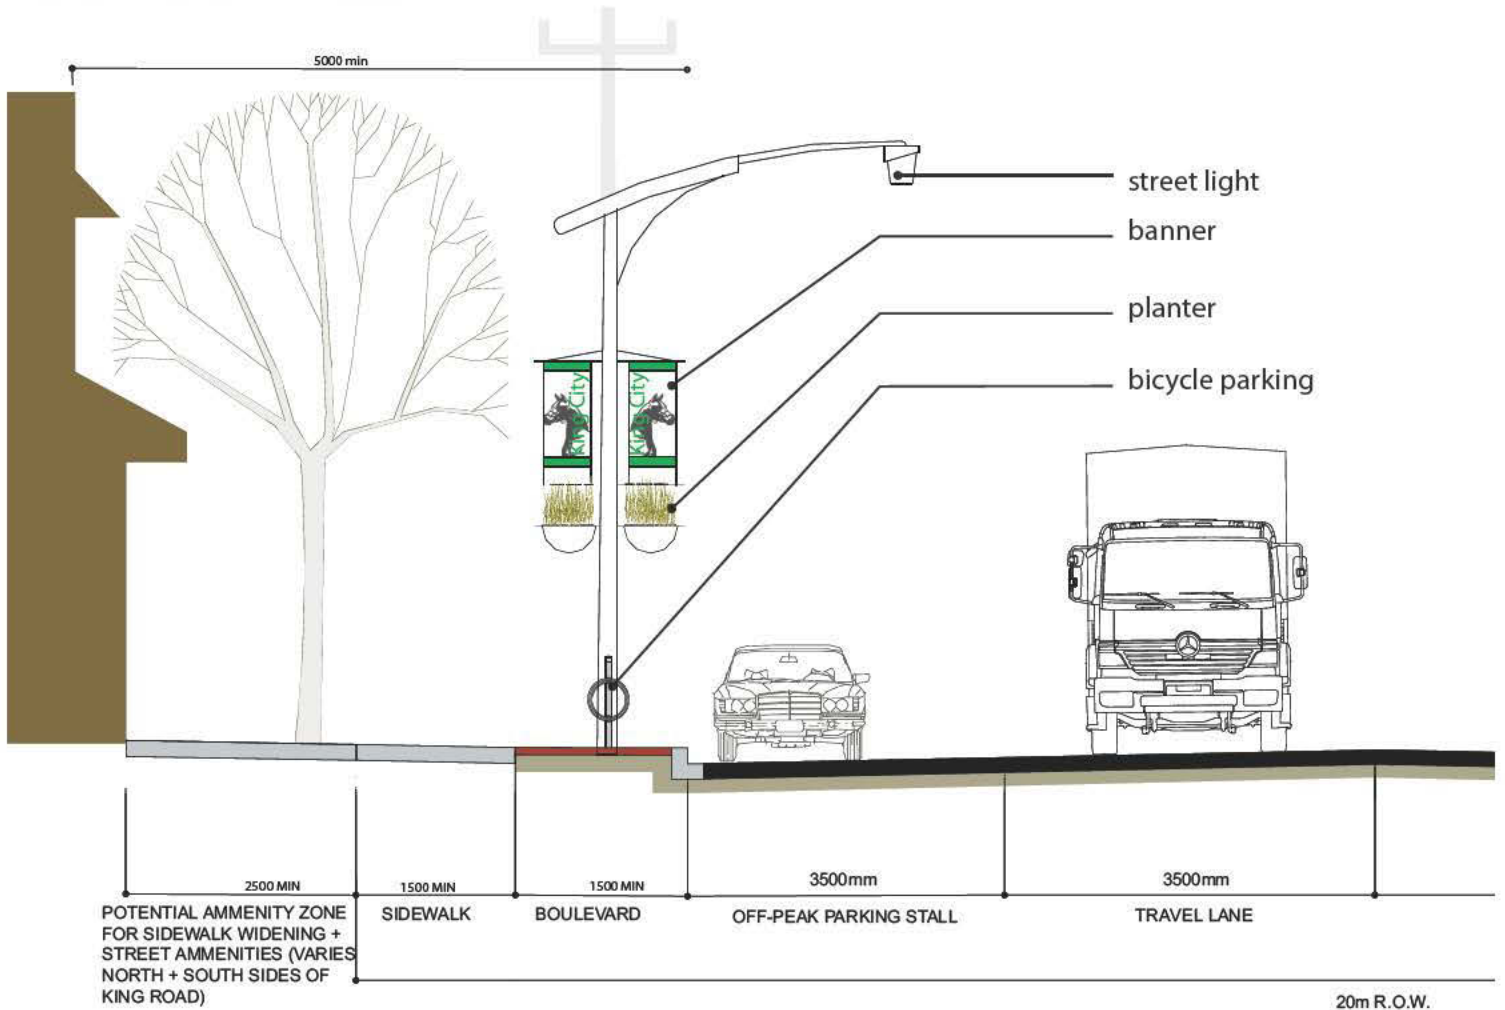 5000 min
street light
banner
planter
bicycle parking
King City
King City
2500 MIN
1500 MIN
1500 MIN
3500mm
3500mm
POTENTIAL AMMENITY ZONE
FOR SIDEWALK WIDENING +
STREET AMMENITIES (VARIES
NORTH + SOUTH SIDES OF
KING ROAD)
SIDEWALK
BOULEVARD
OFF-PEAK PARKING STALL
TRAVEL LANE
20m R.O.W.